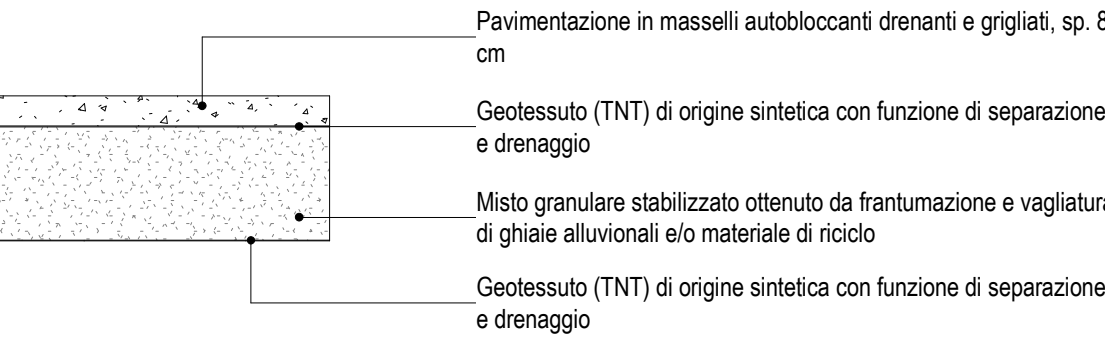 Pavimentazione in masselli autobloccanti drenanti e grigliati, sp. 8
cm
Geotessuto (TNT) di origine sintetica con funzione di separazione
e drenaggio
Misto granulare stabilizzato ottenuto da frantumazione e vagliatura
di ghiaie alluvionali e/o materiale di riciclo
Geotessuto (TNT) di origine sintetica con funzione di separazione
e drenaggio